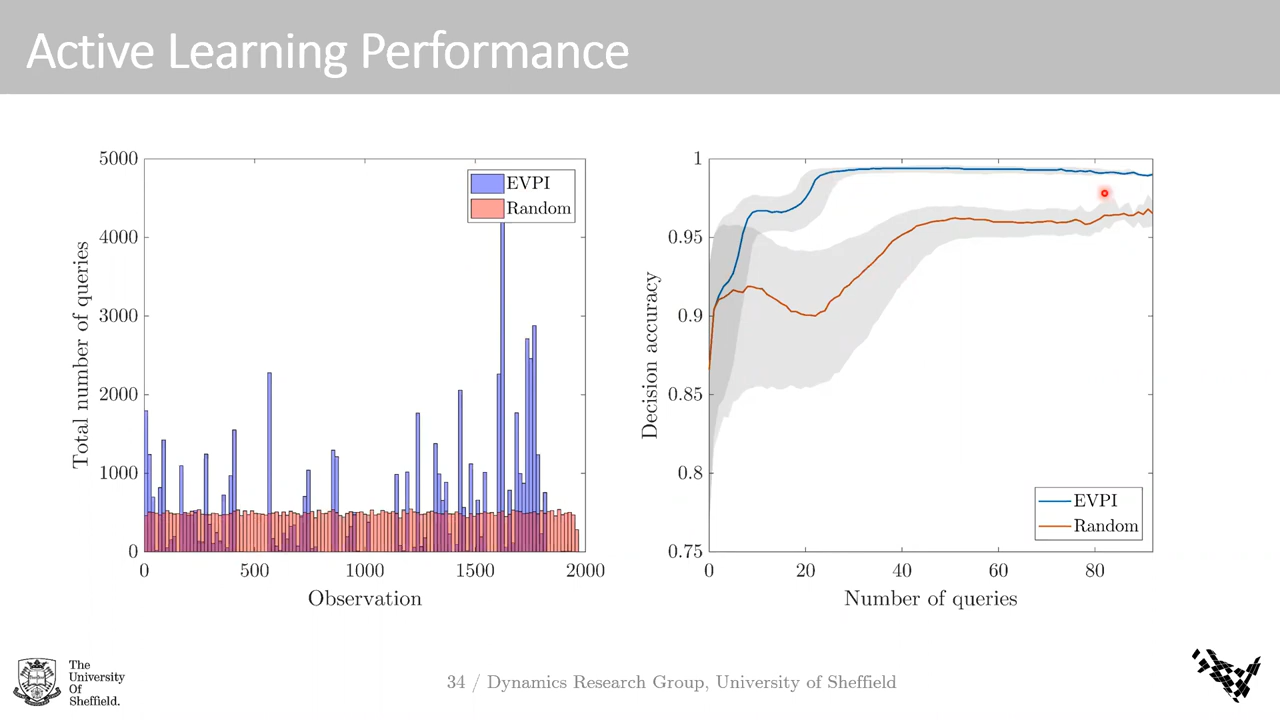 Active Learning Performance
5000
4000
3000
2000
1000
0
Total number of queries
EVPI
Random
0
500
1000
1500
2000
Observation
1
0.95
0.9
0.85
0.8
0.75
Decision accuracy
EVPI
Random
0
20
40
60
80
Number of queries
The
University
Of
Sheffield.
34 / Dynamics Research Group, University of Sheffield